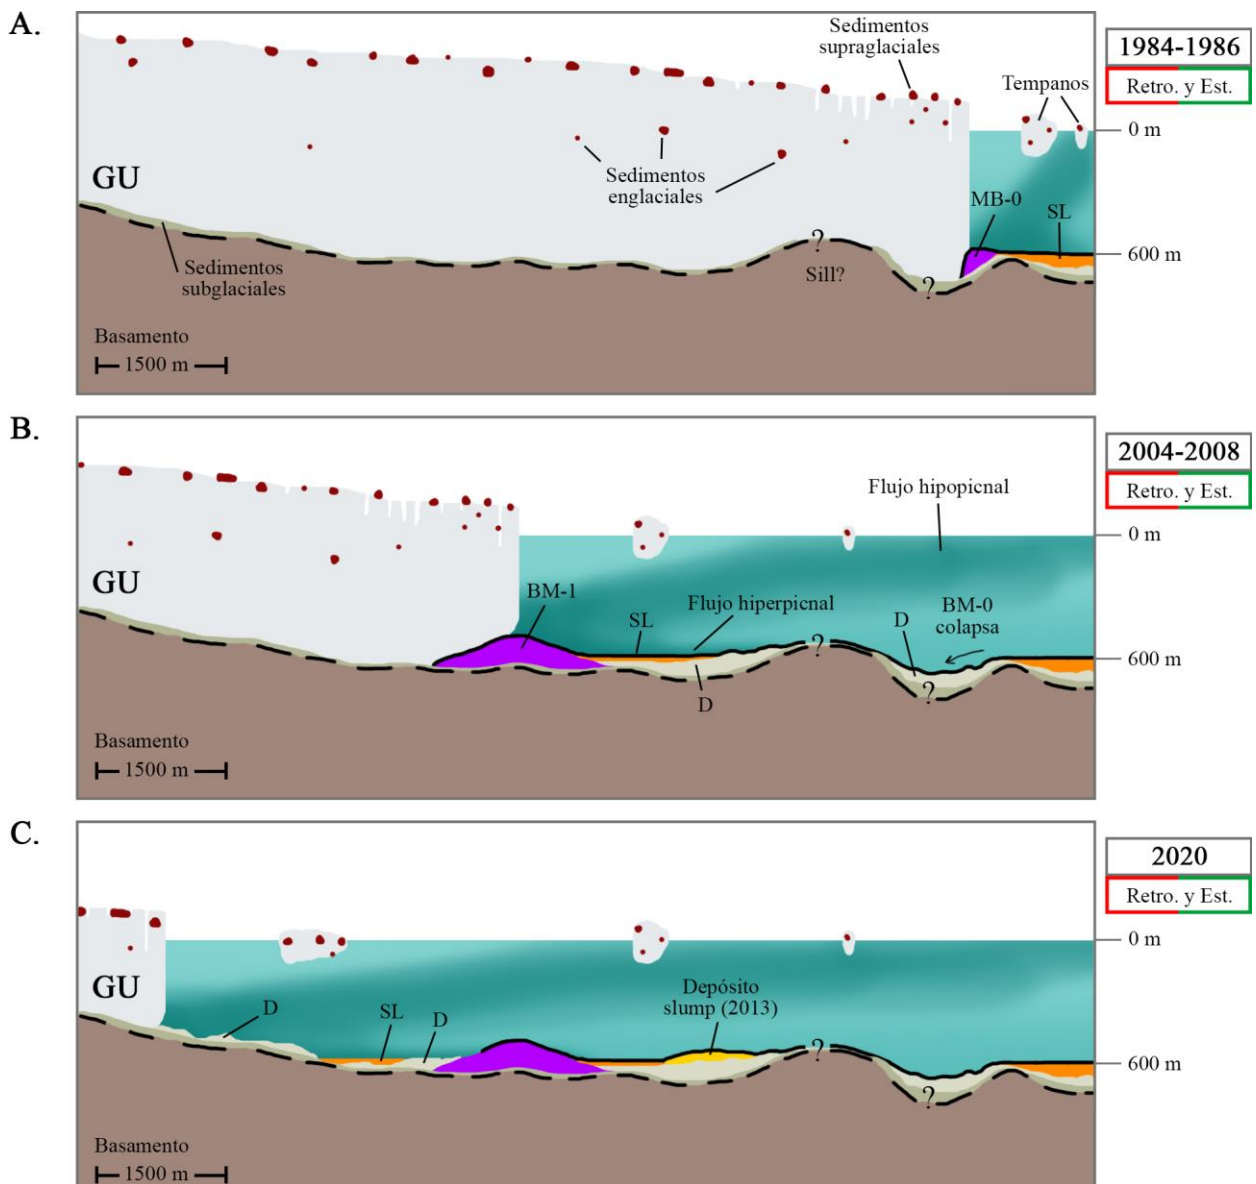 A.
Sedimentos
supraglaciales
1984-1986
Retro. y Est.
Tempanos
0 m
GU
Sedimentos
englaciales
MB-0
SL
?
Sill?
?
600 m
Sedimentos
subglaciales
Basamento
1500 m
B.
2004-2008
Retro. y Est.
Flujo hipopicnal
0 m
GU
BM-1
SL
Flujo hiperpicnal
D
BM-0
colapsa
?
D
?
600 m
Basamento
1500 m
C.
2020
Retro. y Est.
0 m
GU
D
SL
D
Depósito
slump (2013)
?
?
600 m
Basamento
1500 m